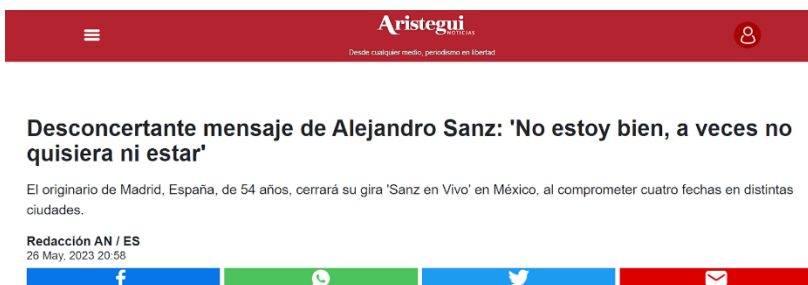 Aristegui
NOTICIAS
Desde cualquier medio, periodismo en libertad
Desconcertante mensaje de Alejandro Sanz: 'No estoy bien, a veces no
quisiera ni estar'
El originario de Madrid, España, de 54 años, cerrará su gira 'Sanz en Vivo' en México, al comprometer cuatro fechas en distintas
ciudades.
Redacción AN / ES
26 May, 2023 20:58